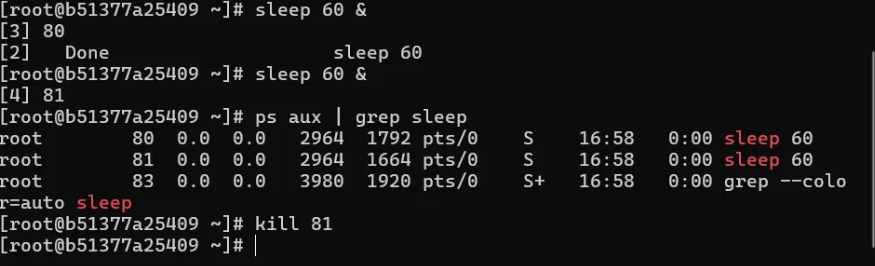 [root@b51377a25409 ~]# sleep 60 &
[3] 80
[2]   Done                    sleep 60
[root@b51377a25409 ~]# sleep 60 &
[4] 81
[root@b51377a25409 ~]# ps aux | grep sleep
root        80  0.0  0.0   2964  1792 pts/0    S    16:58   0:00 sleep 60
root        81  0.0  0.0   2964  1664 pts/0    S    16:58   0:00 sleep 60
root        83  0.0  0.0   3980  1920 pts/0    S+   16:58   0:00 grep --colo
r=auto sleep
[root@b51377a25409 ~]# kill 81
[root@b51377a25409 ~]#